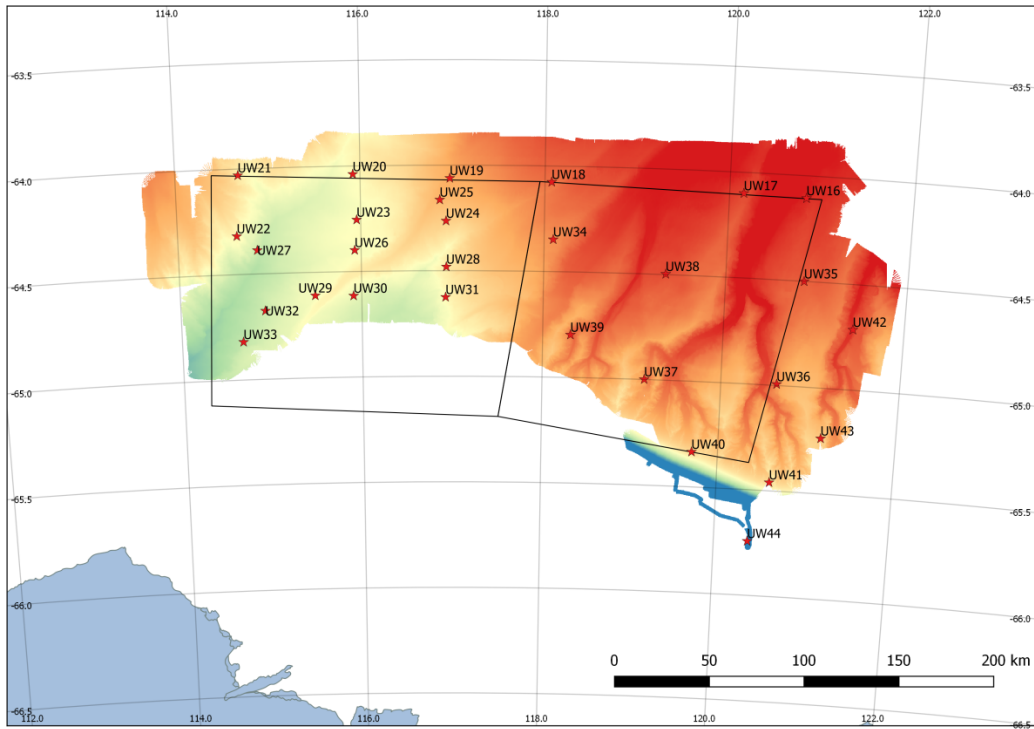 114.0 116.0 118.0 120.0 122.0
-63.5 -63.5
UW21 UW20 UW19 UW18 UW17 UW16
-64.0 -64.0
UW25
UW23 UW24
UW22 UW34
UW27 UW26
UW28 UW38 UW35
-64.5 -64.5
UW29 UW30 UW31
UW32 UW39 UW42
UW33
UW37 UW36
-65.0 -65.0
UW43
UW40
UW41
-65.5 -65.5
UW44
-66.0 -66.0
0 50 100 150 200 km
-66.5 -66.5
112.0 114.0 116.0 118.0 120.0 122.0